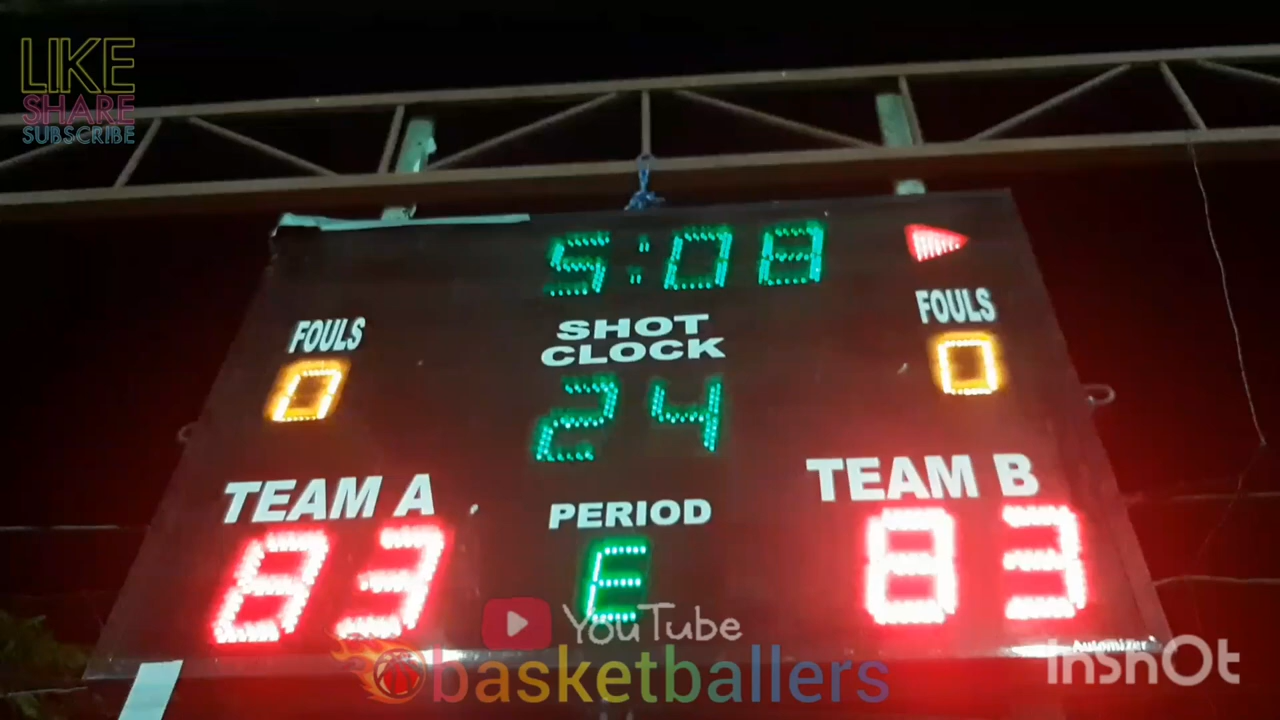 LIKE
SHARE
SUBSCRIBE
5:08
FOULS
0
FOULS
0
SHOT
CLOCK
24
TEAM A
83
TEAM B
83
PERIOD
E
YouTube
basketballers
Automizer
InShOt